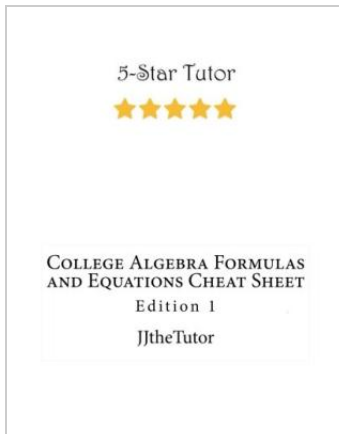 5-Star Tutor
College Algebra Formulas
and Equations Cheat Sheet
Edition 1
JJtheTutor